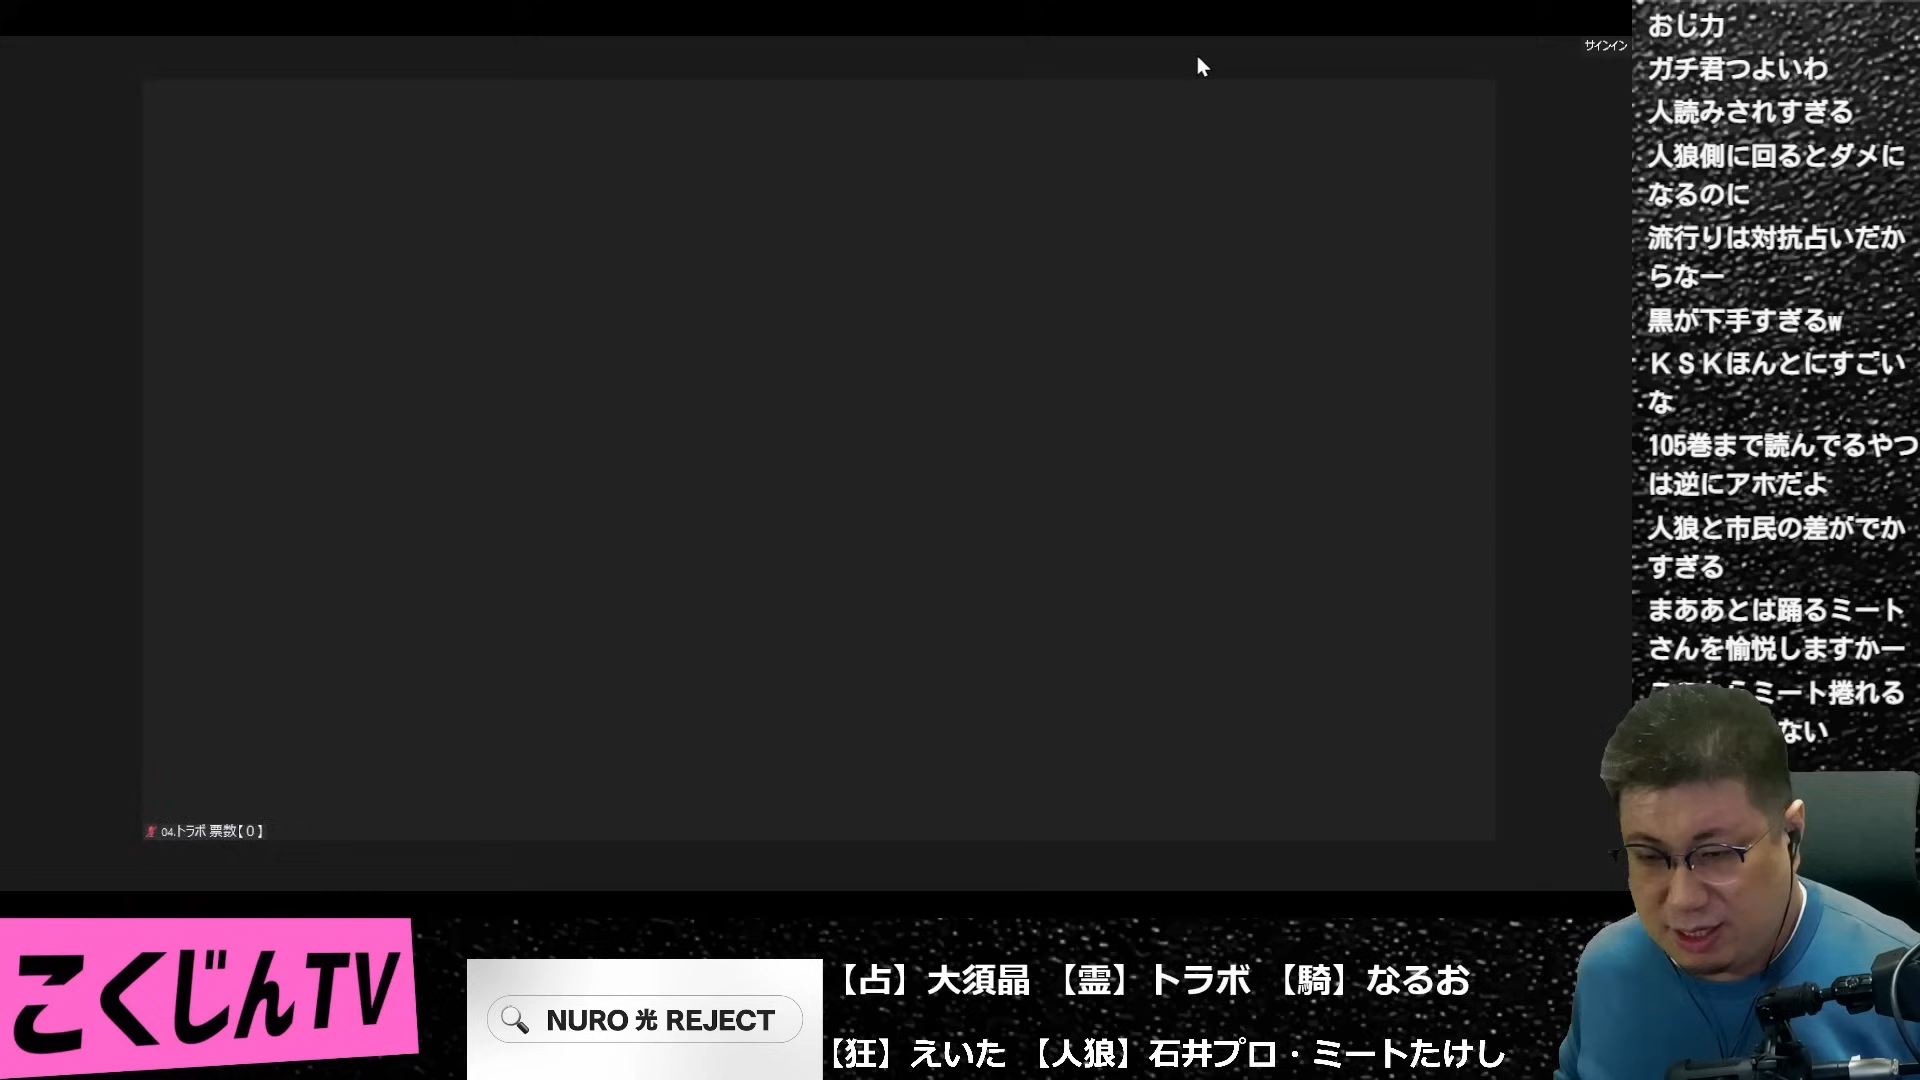 サインイン
おじ力
ガチ君つよいわ
人読みされすぎる
人狼側に回るとダメに
なるのに
流行りは対抗占いだか
らなー
黒が下手すぎるw
ＫＳＫほんとにすごい
な
105巻まで読んでるやつ
は逆にアホだよ
人狼と市民の差がでか
すぎる
まああとは踊るミート
さんを愉悦しますかー
ミート捲れる
ない
04.トラボ 票数【０】
こくじんTV
NURO 光 REJECT
【占】大須晶 【霊】トラボ 【騎】なるお
【狂】えいた 【人狼】石井プロ・ミートたけし